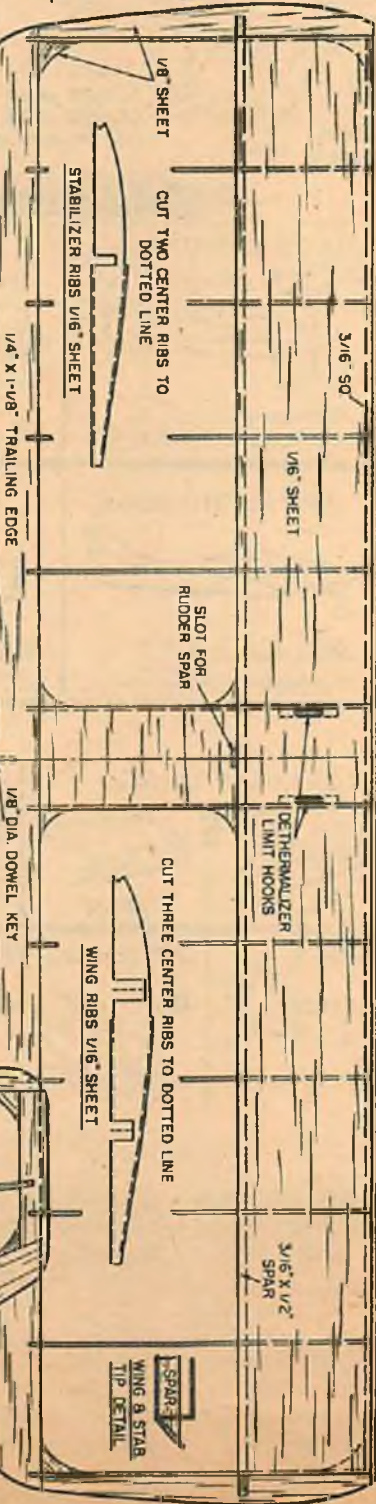 1/8" SHEET
CUT TWO CENTER RIBS TO
DOTTED LINE
STABILIZER RIBS 1/16" SHEET
1/4" X 1-1/8" TRAILING EDGE
3/16" SQ
1/16" SHEET
SLOT FOR
RUDDER SPAR
DETHERMALIZER
LIMIT HOOKS
1/8" DIA. DOWEL KEY
CUT THREE CENTER RIBS TO DOTTED LINE
WING RIBS 1/16" SHEET
3/16" X 1/2"
SPAR
SPAR
WING & STAB
TIP DETAIL